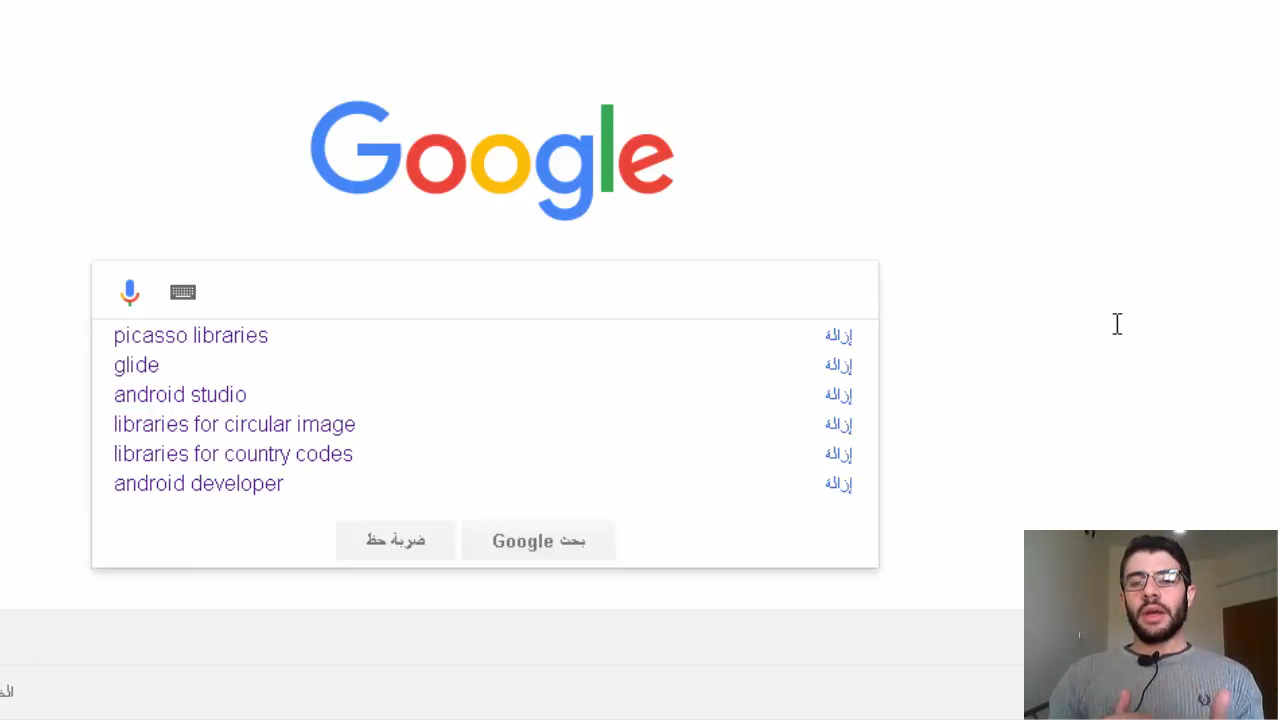 Google
picasso libraries إزالة
glide إزالة
android studio إزالة
libraries for circular image إزالة
libraries for country codes إزالة
android developer إزالة
بحث Google ضربة حظ